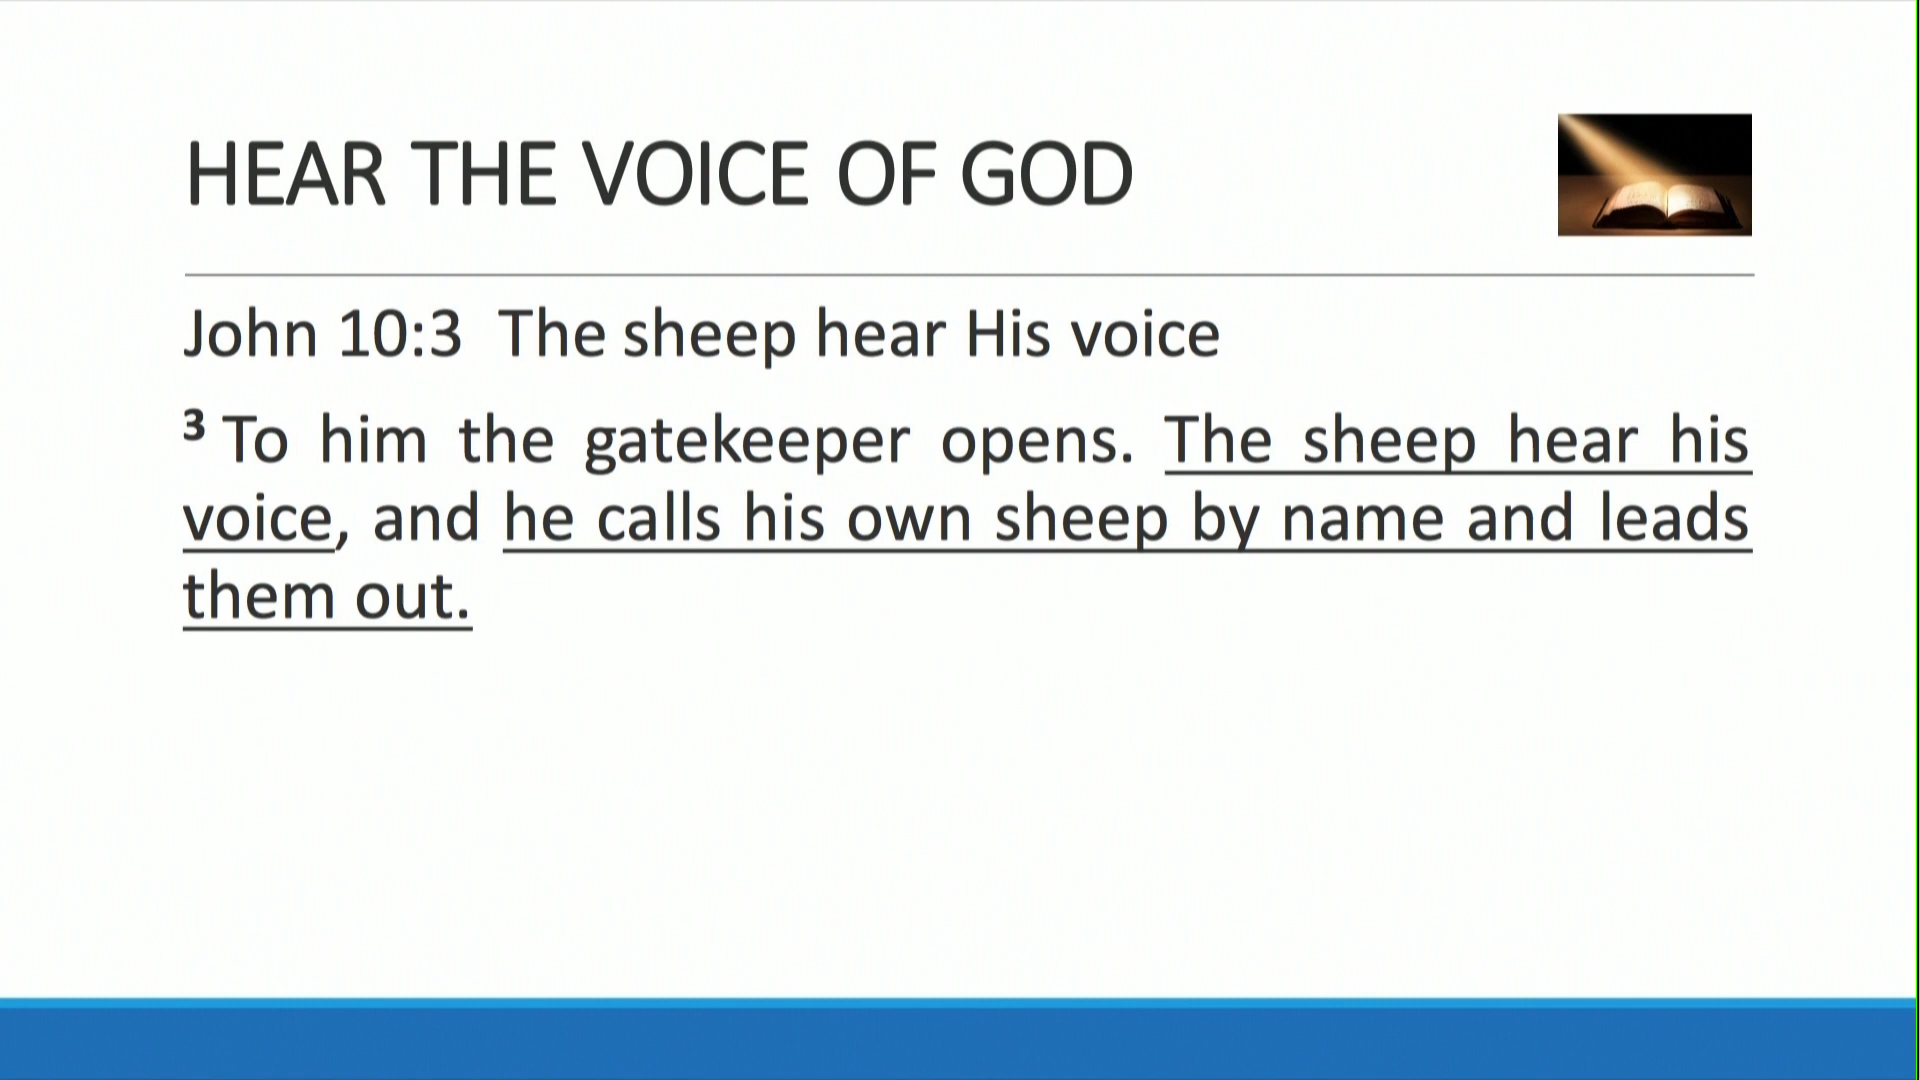 HEAR THE VOICE OF GOD
John 10:3  The sheep hear His voice
³ To him the gatekeeper opens. The sheep hear his
voice, and he calls his own sheep by name and leads
them out.